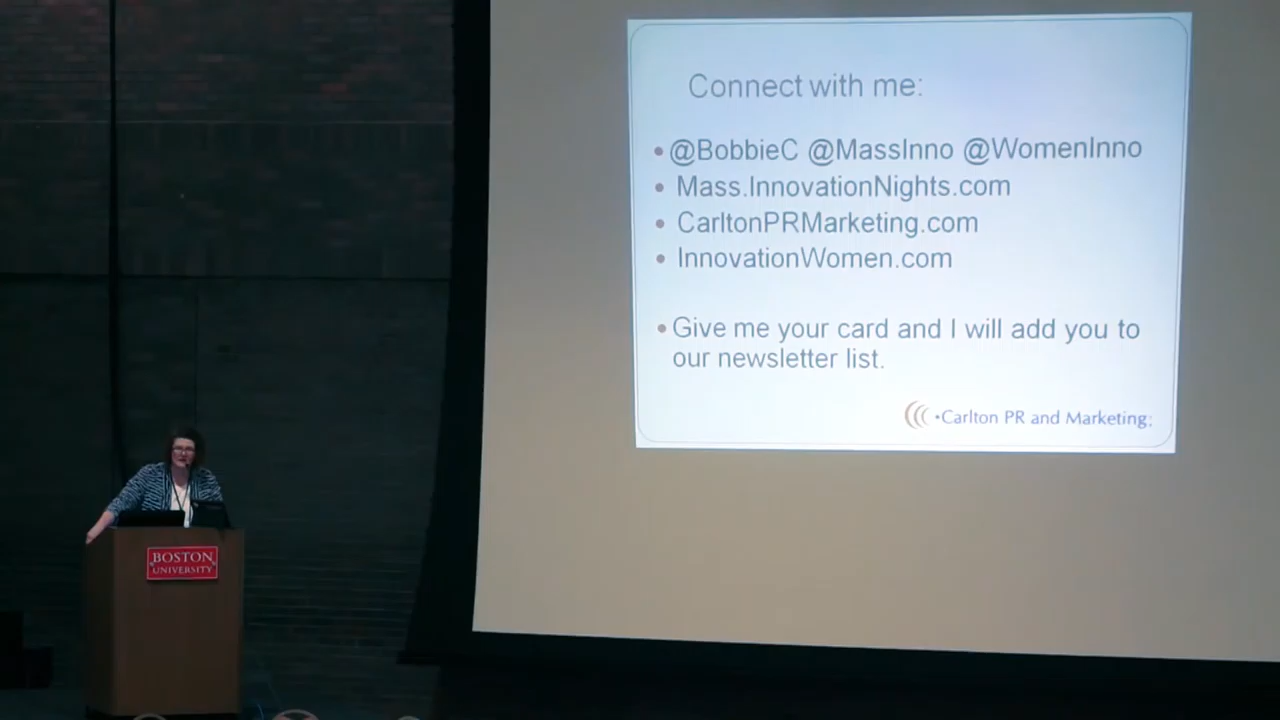 Connect with me:
•@BobbieC @MassInno @WomenInno
• Mass.InnovationNights.com
• CarltonPRMarketing.com
• InnovationWomen.com
•Give me your card and I will add you to
our newsletter list.
•Carlton PR and Marketing:
BOSTON
UNIVERSITY